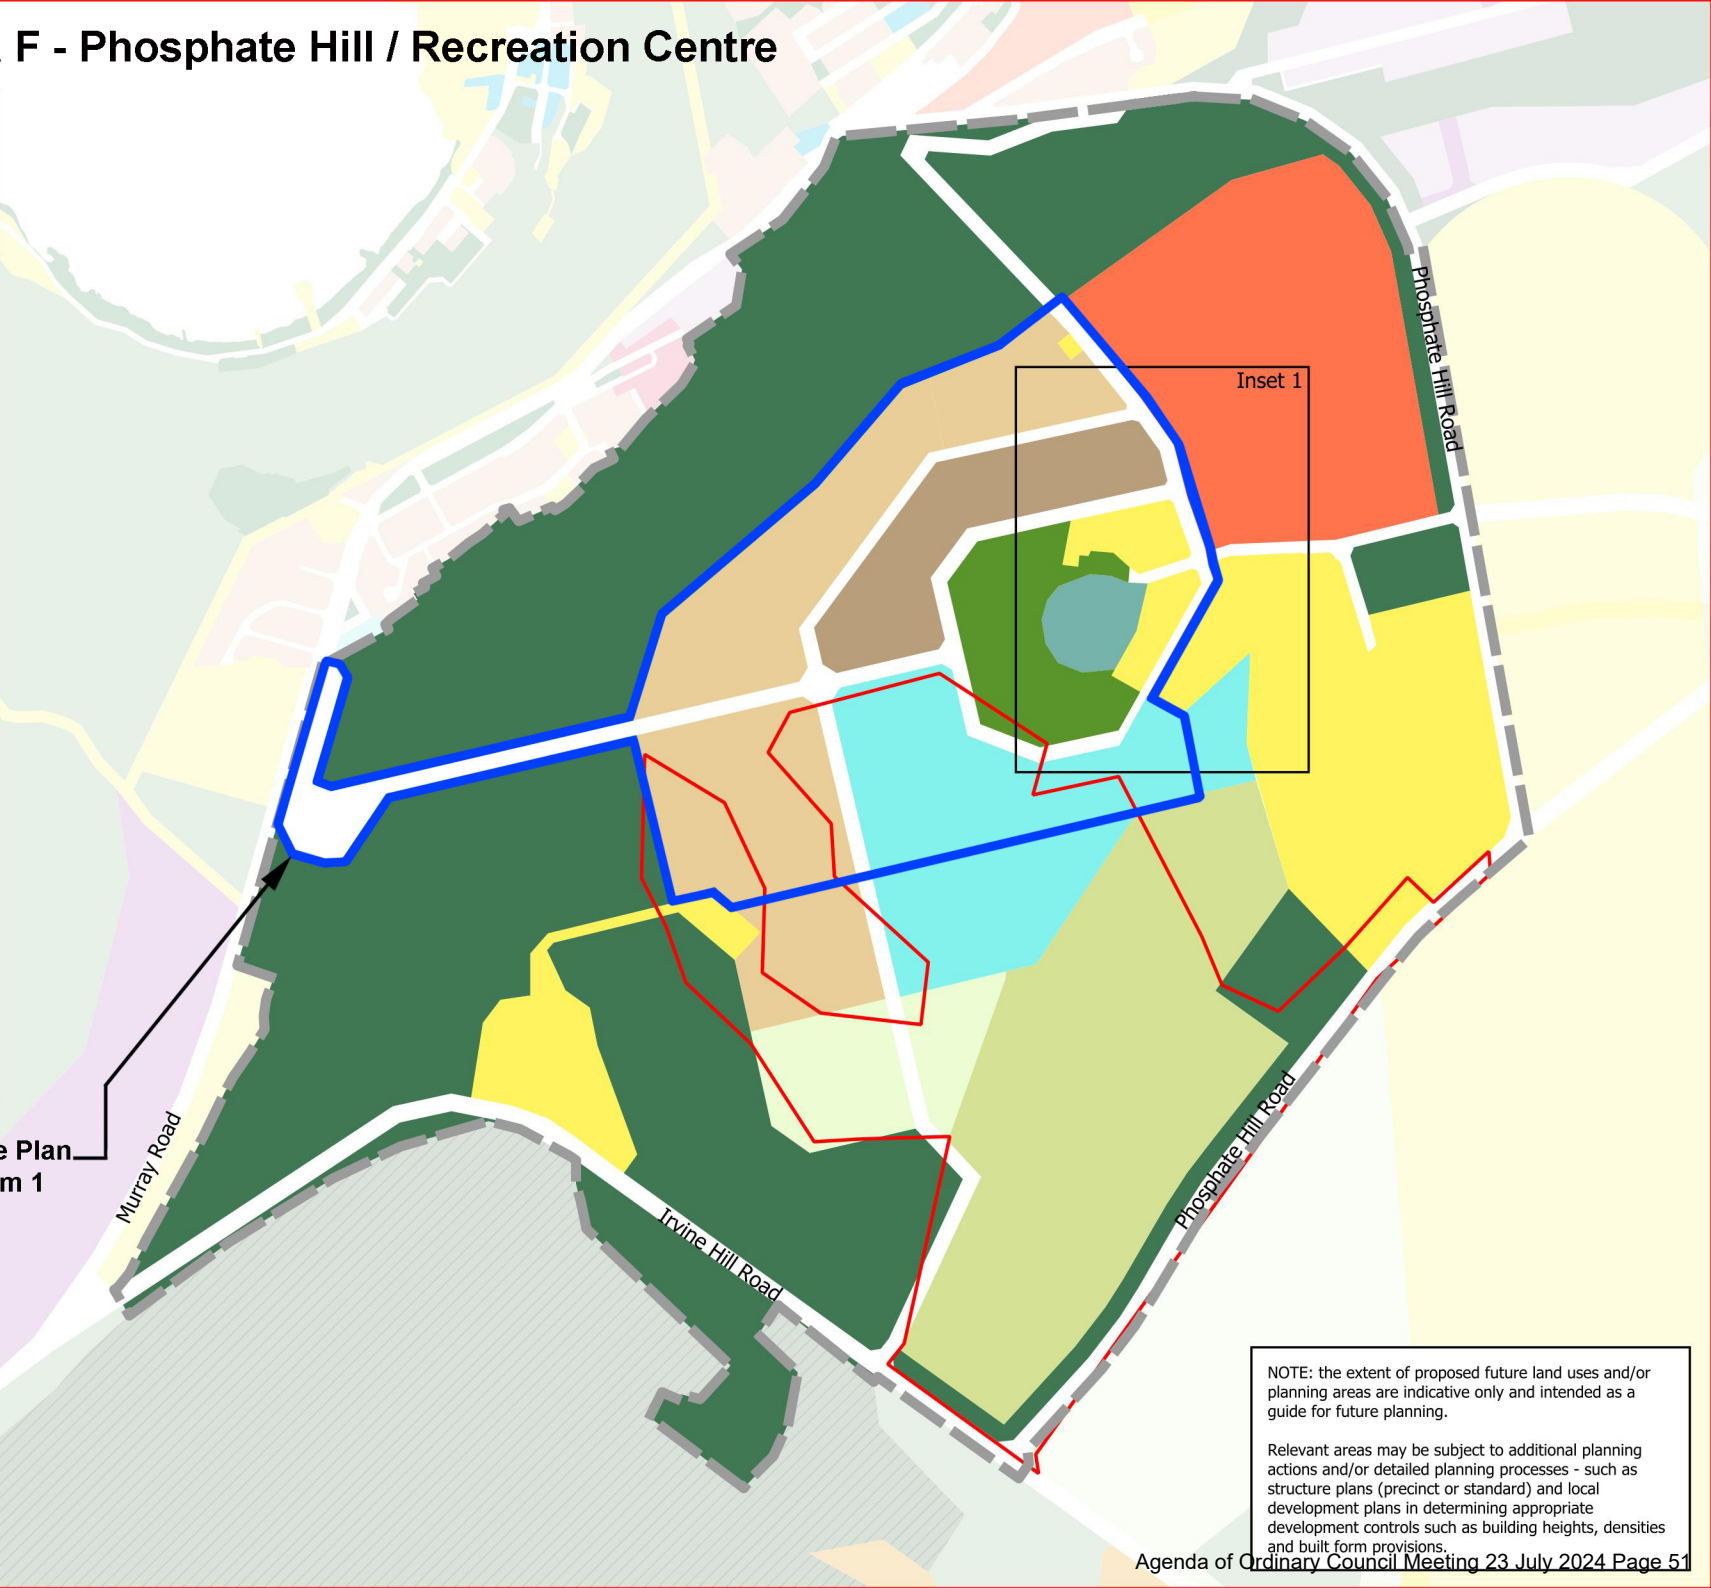 F - Phosphate Hill / Recreation Centre
Phosphate Hill Road
Inset 1
Plan
m 1
Murray Road
Irvine Hill Road
Phosphate Hill Road
NOTE: the extent of proposed future land uses and/or
planning areas are indicative only and intended as a
guide for future planning.
Relevant areas may be subject to additional planning
actions and/or detailed planning processes - such as
structure plans (precinct or standard) and local
development plans in determining appropriate
development controls such as building heights, densities
and built form provisions.
Agenda of Ordinary Council Meeting 23 July 2024 Page 51